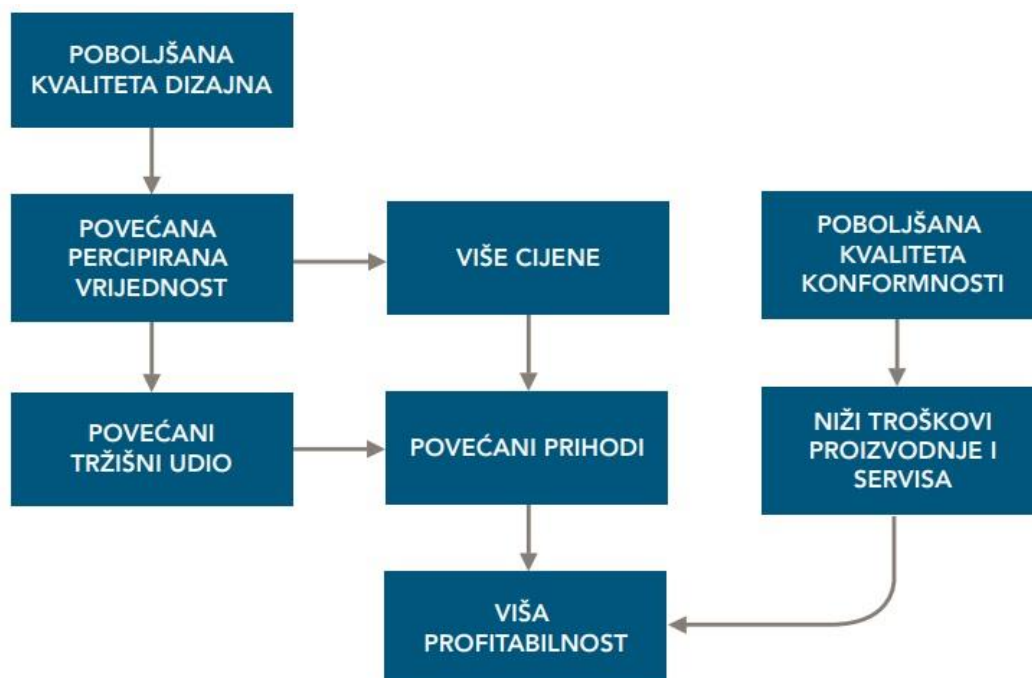 POBOLJŠANA
KVALITETA DIZAJNA
POVEĆANA
PERCIPIRANA
VRIJEDNOST
VIŠE CIJENE
POBOLJŠANA
KVALITETA
KONFORMNOSTI
POVEĆANI
TRŽIŠNI UDIO
POVEĆANI PRIHODI
NIŽI TROŠKOVI
PROIZVODNJE I
SERVISA
VIŠA
PROFITABILNOST